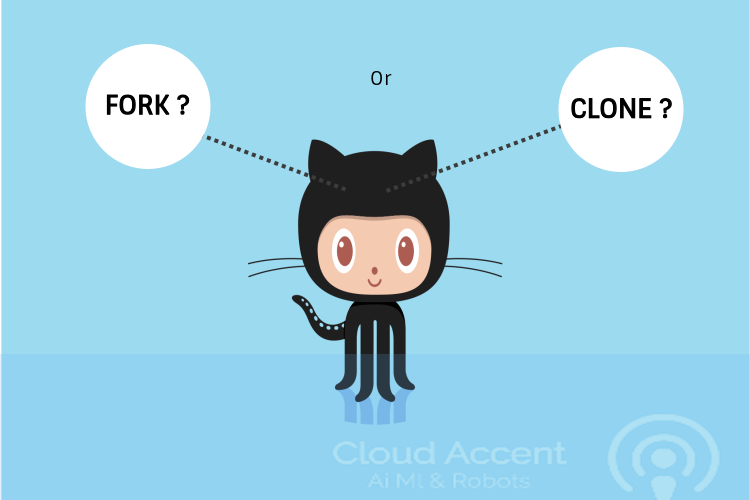 Or
FORK ?
CLONE ?
Cloud Accent
Ai Ml & Robots